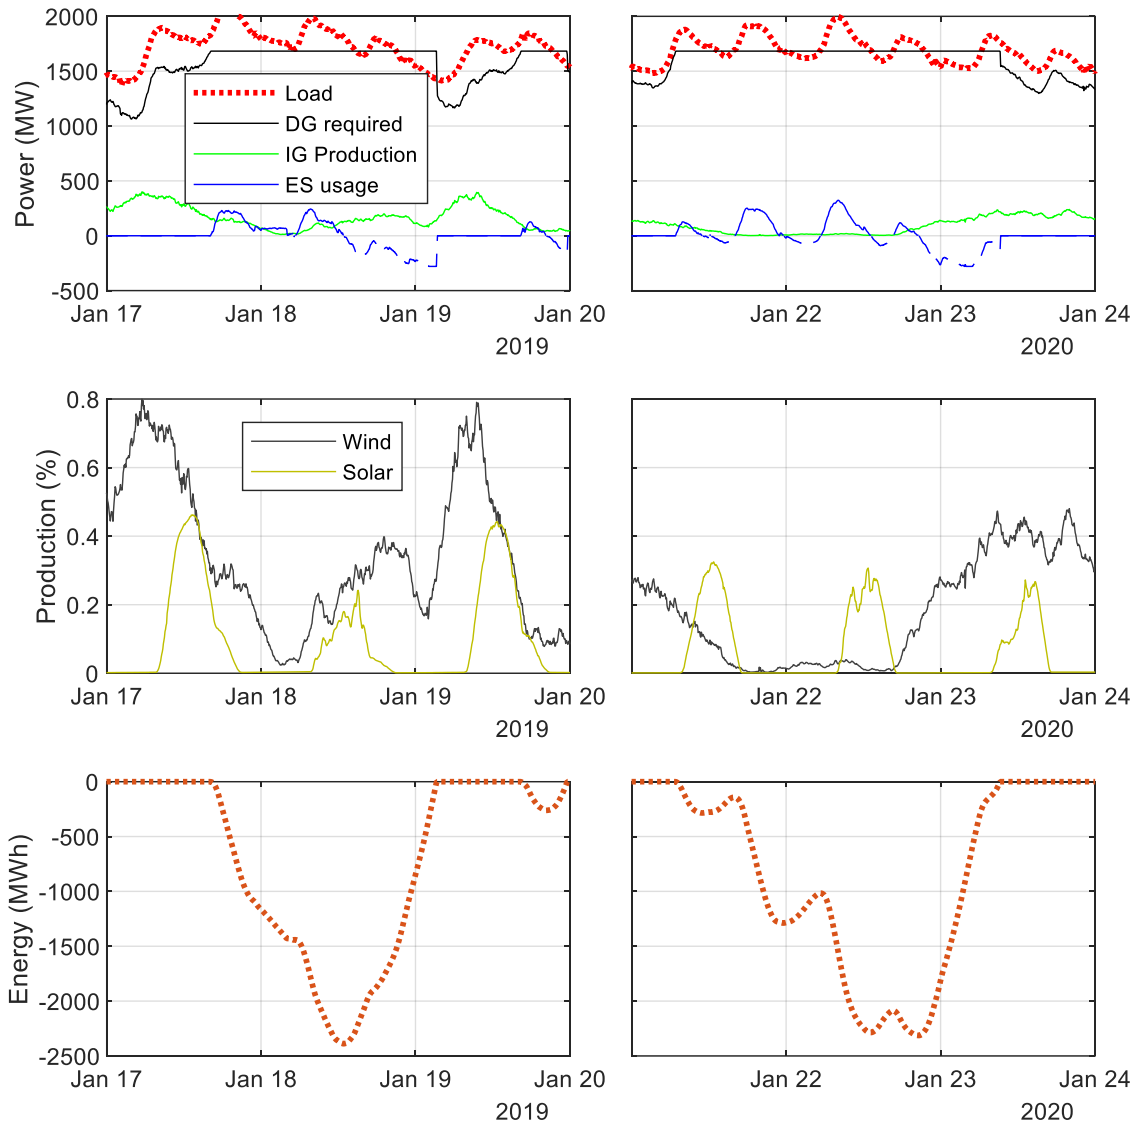 2000
1500
1000
500
0
-500
Power (MW)
Load
DG required
IG Production
ES usage
Jan 17
Jan 18
Jan 19
Jan 20
2019
Jan 22
Jan 23
Jan 24
2020
0.8
0.6
0.4
0.2
0
Production (%)
Wind
Solar
Jan 17
Jan 18
Jan 19
Jan 20
2019
Jan 22
Jan 23
Jan 24
2020
0
-500
-1000
-1500
-2000
-2500
Energy (MWh)
Jan 17
Jan 18
Jan 19
Jan 20
2019
Jan 22
Jan 23
Jan 24
2020